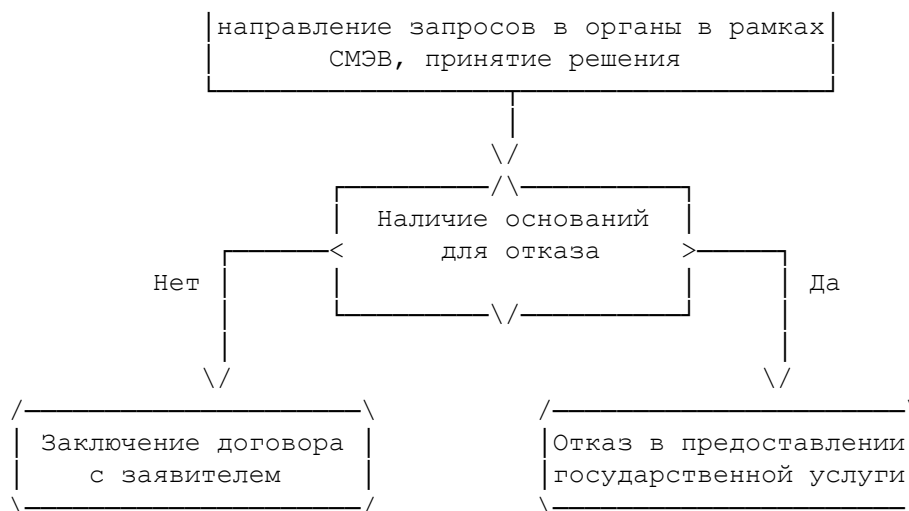 направление запросов в органы в рамках
СМЭВ, принятие решения
Наличие оснований
для отказа
Нет
Да
Заключение договора
с заявителем
Отказ в предоставлении
государственной услуги